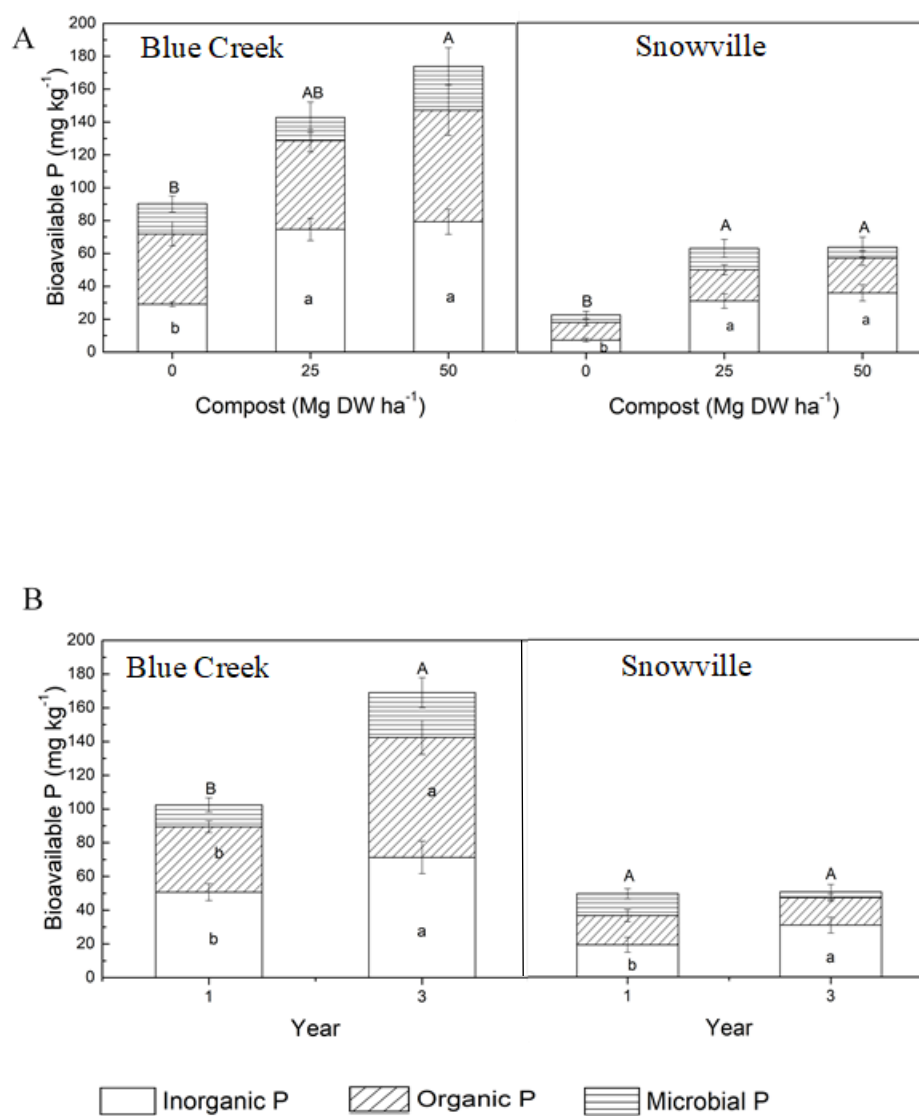 A
Blue Creek
Snowville
200
180
160
140
120
100
80
60
40
20
0
Bioavailable P (mg kg⁻¹)
B
AB
A
B
A
A
b
a
a
b
a
a
0
25
50
0
25
50
Compost (Mg DW ha⁻¹)
Compost (Mg DW ha⁻¹)
B
Blue Creek
Snowville
200
180
160
140
120
100
80
60
40
20
0
Bioavailable P (mg kg⁻¹)
B
A
A
A
b
a
b
a
b
a
1
3
1
3
Year
Year
Inorganic P
Organic P
Microbial P